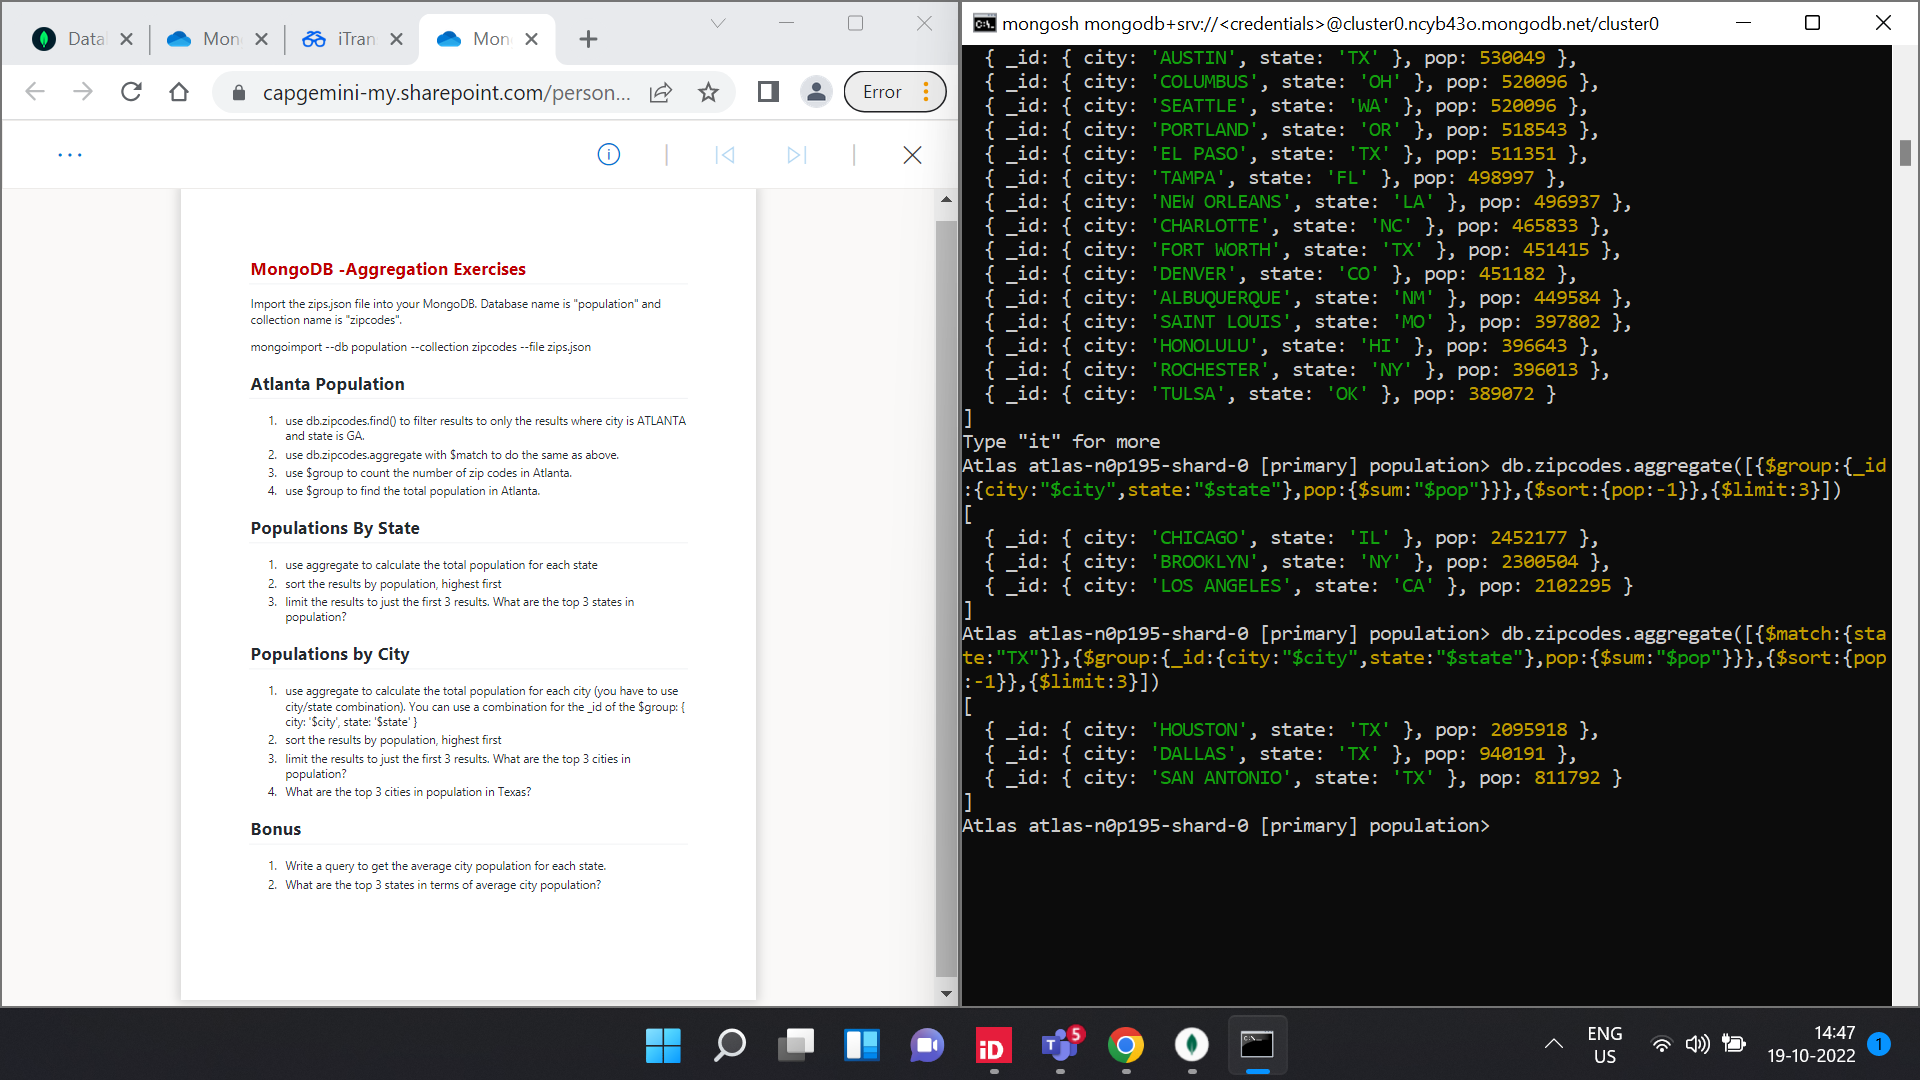 Data
Mon
iTran
Mon
capgemini-my.sharepoint.com/person...
Error
MongoDB -Aggregation Exercises
Import the zips.json file into your MongoDB. Database name is "population" and
collection name is "zipcodes".
mongoimport --db population --collection zipcodes --file zips.json
Atlanta Population
1. use db.zipcodes.find() to filter results to only the results where city is ATLANTA
and state is GA.
2. use db.zipcodes.aggregate with $match to do the same as above.
3. use $group to count the number of zip codes in Atlanta.
4. use $group to find the total population in Atlanta.
Populations By State
1. use aggregate to calculate the total population for each state
2. sort the results by population, highest first
3. limit the results to just the first 3 results. What are the top 3 states in
population?
Populations by City
1. use aggregate to calculate the total population for each city (you have to use
city/state combination). You can use a combination for the _id of the $group: {
city: '$city', state: '$state' }
2. sort the results by population, highest first
3. limit the results to just the first 3 results. What are the top 3 cities in
population?
4. What are the top 3 cities in population in Texas?
Bonus
1. Write a query to get the average city population for each state.
2. What are the top 3 states in terms of average city population?
mongosh mongodb+srv://<credentials>@cluster0.ncyb43o.mongodb.net/cluster0
{ _id: { city: 'AUSTIN', state: 'TX' }, pop: 530049 },
{ _id: { city: 'COLUMBUS', state: 'OH' }, pop: 520096 },
{ _id: { city: 'SEATTLE', state: 'WA' }, pop: 520096 },
{ _id: { city: 'PORTLAND', state: 'OR' }, pop: 518543 },
{ _id: { city: 'EL PASO', state: 'TX' }, pop: 511351 },
{ _id: { city: 'TAMPA', state: 'FL' }, pop: 498997 },
{ _id: { city: 'NEW ORLEANS', state: 'LA' }, pop: 496937 },
{ _id: { city: 'CHARLOTTE', state: 'NC' }, pop: 465833 },
{ _id: { city: 'FORT WORTH', state: 'TX' }, pop: 451415 },
{ _id: { city: 'DENVER', state: 'CO' }, pop: 451182 },
{ _id: { city: 'ALBUQUERQUE', state: 'NM' }, pop: 449584 },
{ _id: { city: 'SAINT LOUIS', state: 'MO' }, pop: 397802 },
{ _id: { city: 'HONOLULU', state: 'HI' }, pop: 396643 },
{ _id: { city: 'ROCHESTER', state: 'NY' }, pop: 396013 },
{ _id: { city: 'TULSA', state: 'OK' }, pop: 389072 }
]
Type "it" for more
Atlas atlas-n0p195-shard-0 [primary] population> db.zipcodes.aggregate([{$group:{_id
:{city:"$city",state:"$state"},pop:{$sum:"$pop"}}},{$sort:{pop:-1}},{$limit:3}])
[
{ _id: { city: 'CHICAGO', state: 'IL' }, pop: 2452177 },
{ _id: { city: 'BROOKLYN', state: 'NY' }, pop: 2300504 },
{ _id: { city: 'LOS ANGELES', state: 'CA' }, pop: 2102295 }
]
Atlas atlas-n0p195-shard-0 [primary] population> db.zipcodes.aggregate([{$match:{sta
te:"TX"}},{$group:{_id:{city:"$city",state:"$state"},pop:{$sum:"$pop"}}},{$sort:{pop
:-1}},{$limit:3}])
[
{ _id: { city: 'HOUSTON', state: 'TX' }, pop: 2095918 },
{ _id: { city: 'DALLAS', state: 'TX' }, pop: 940191 },
{ _id: { city: 'SAN ANTONIO', state: 'TX' }, pop: 811792 }
]
Atlas atlas-n0p195-shard-0 [primary] population>
iD
T 5
ENG
US
14:47
19-10-2022
1